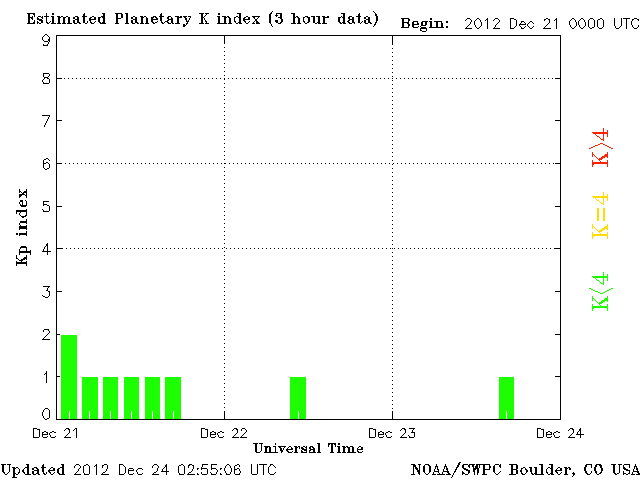 Estimated Planetary K index (3 hour data) Begin: 2012 Dec 21 0000 UTC
9
8
7
6
5
4
3
2
1
0
Kp index
K>4
K=4
K<4
Dec 21 Dec 22 Dec 23 Dec 24
Universal Time
Updated 2012 Dec 24 02:55:06 UTC NOAA/SWPC Boulder, CO USA